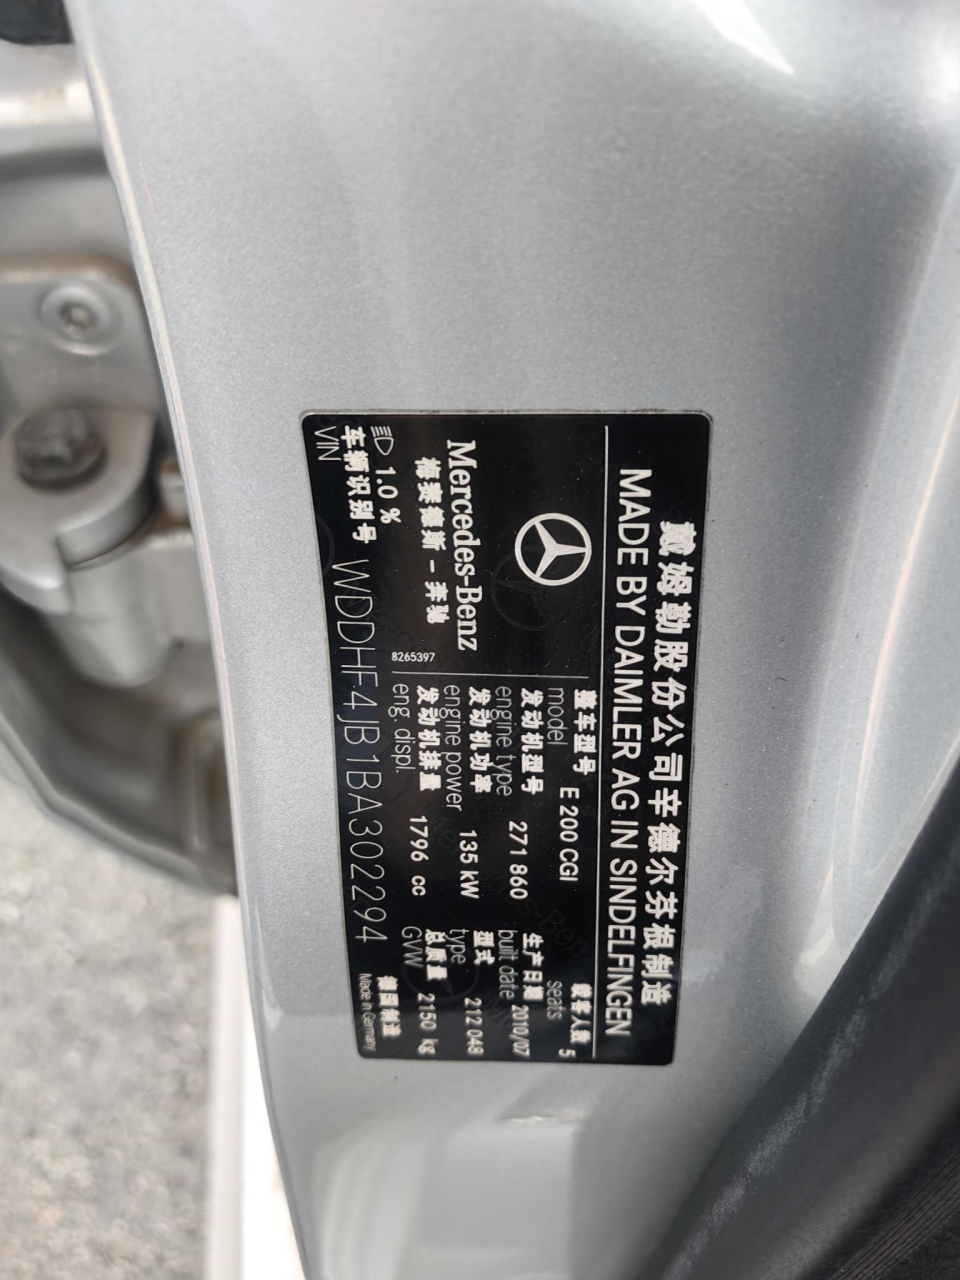 戴姆勒股份公司辛德尔芬根制造
MADE BY DAIMLER AG IN SINDELFINGEN
Mercedes-Benz
梅赛德斯-奔驰
8265397
整车型号
model E 200 CGI
乘客人数
seats 5
发动机型号
engine type 271 860
生产日期
built date 2010/07
发动机功率
engine power 135 kW
型式
type 212 048
发动机排量
eng. displ. 1796 cc
总质量
GVW 2150 kg
1.0 %
车辆识别号
VIN WDDHF4JB1BA302294
德国制造
Made in Germany